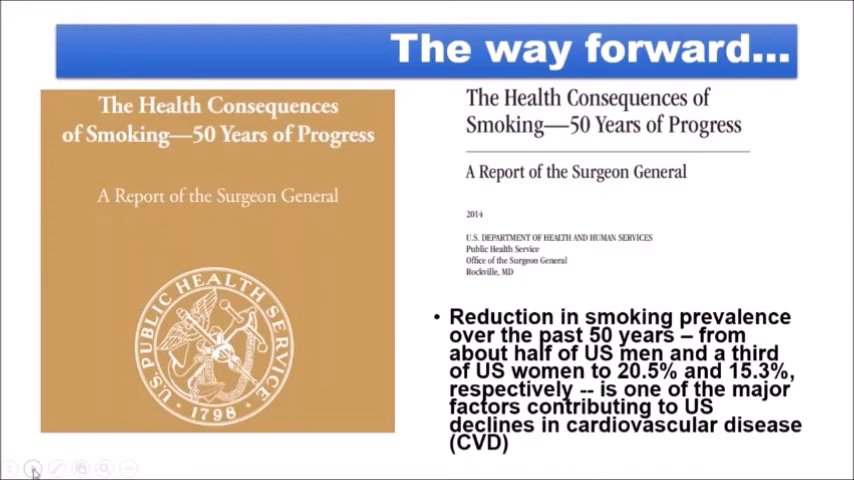 The way forward...
The Health Consequences
of Smoking—50 Years of Progress
A Report of the Surgeon General
U.S. PUBLIC HEALTH SERVICE
1798
The Health Consequences of
Smoking—50 Years of Progress
A Report of the Surgeon General
2014
U.S. DEPARTMENT OF HEALTH AND HUMAN SERVICES
Public Health Service
Office of the Surgeon General
Rockville, MD
• Reduction in smoking prevalence
over the past 50 years – from
about half of US men and a third
of US women to 20.5% and 15.3%,
respectively -- is one of the major
factors contributing to US
declines in cardiovascular disease
(CVD)